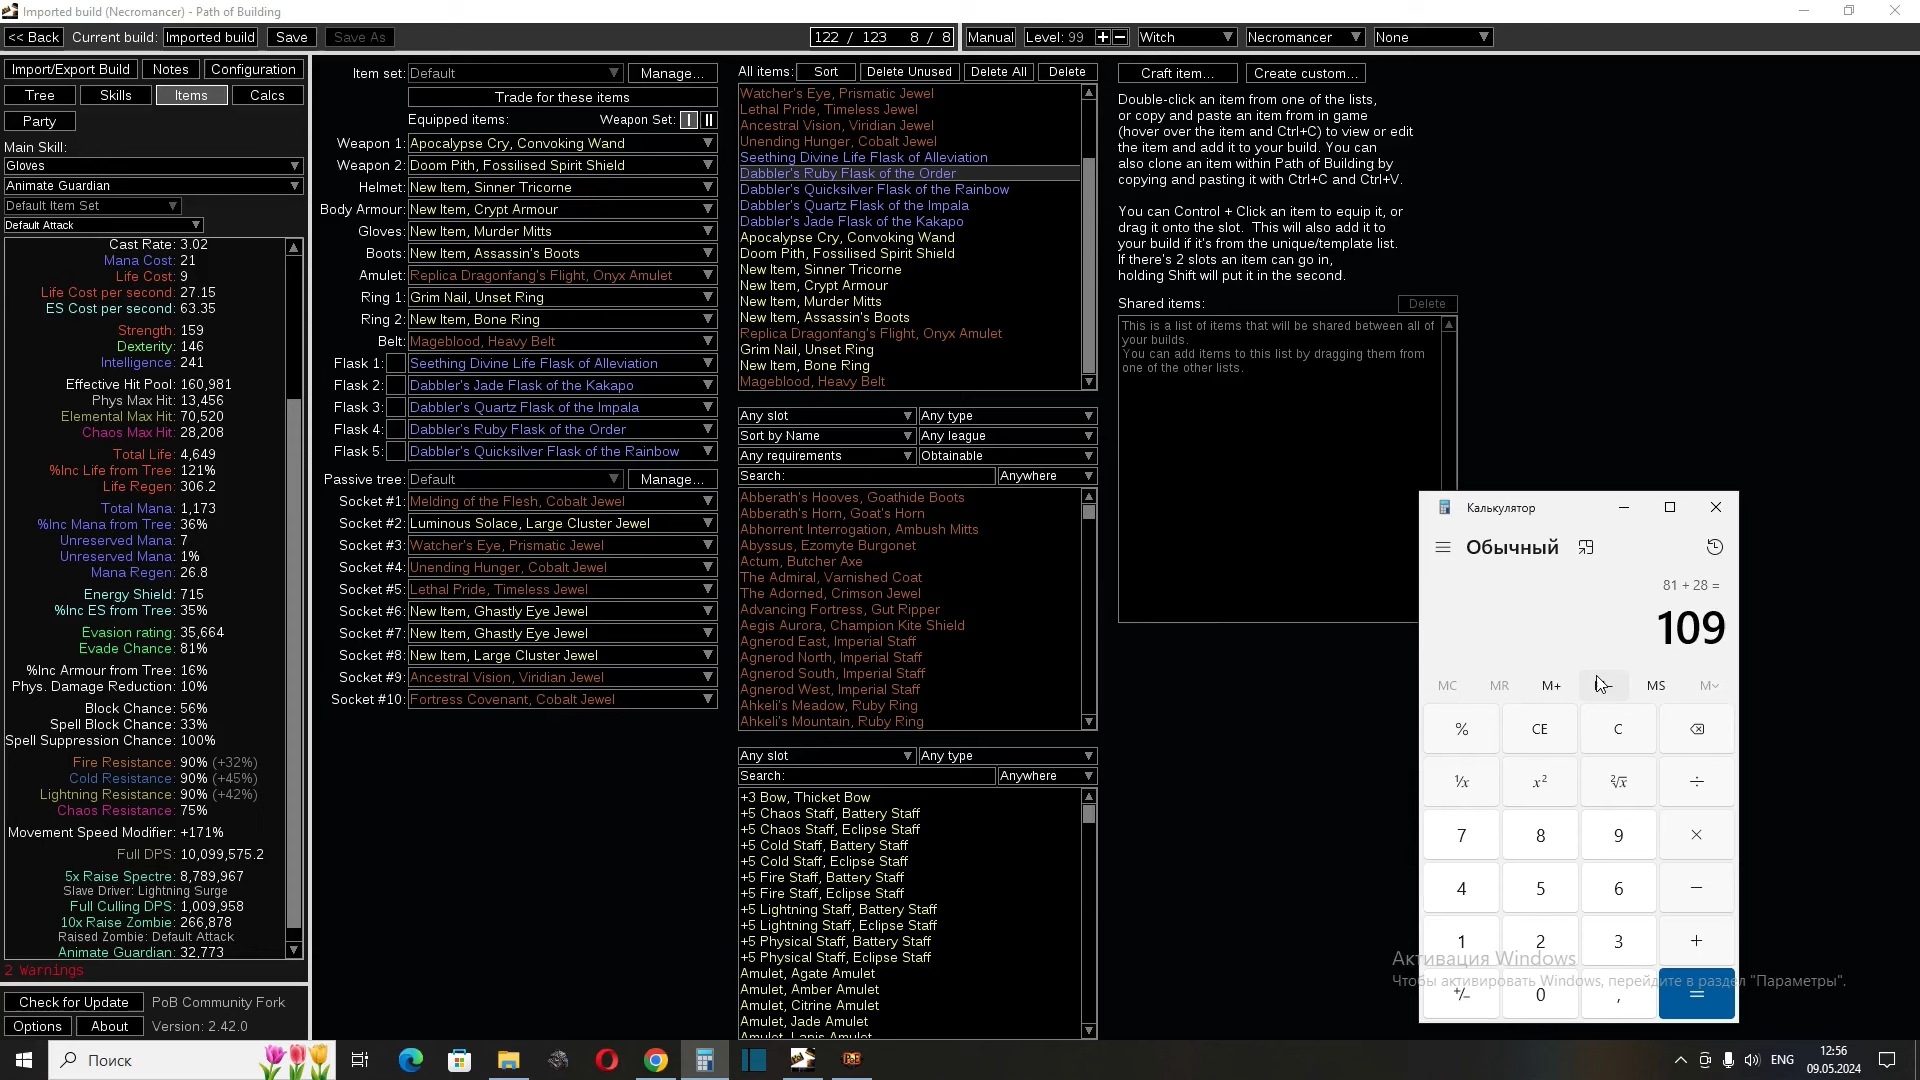 Imported build (Necromancer) - Path of Building
<< Back
Current build:
Imported build
Save
Save As
122 / 123 8 / 8
Manual
Level: 99
Witch
Necromancer
None
Import/Export Build
Notes
Configuration
Tree
Skills
Items
Calcs
Party
Main Skill:
Gloves
Animate Guardian
Default Item Set
Default Attack
Cast Rate: 3.02
Mana Cost: 21
Life Cost: 9
Life Cost per second: 27.15
ES Cost per second: 63.35
Strength: 159
Dexterity: 146
Intelligence: 241
Effective Hit Pool: 160,981
Phys Max Hit: 13,456
Elemental Max Hit: 70,520
Chaos Max Hit: 28,208
Total Life: 4,649
%Inc Life from Tree: 121%
Life Regen: 306.2
Total Mana: 1,173
%Inc Mana from Tree: 36%
Unreserved Mana: 7
Unreserved Mana: 1%
Mana Regen: 26.8
Energy Shield: 715
%Inc ES from Tree: 35%
Evasion rating: 35,664
Evade Chance: 81%
%Inc Armour from Tree: 16%
Phys. Damage Reduction: 10%
Block Chance: 56%
Spell Block Chance: 33%
Spell Suppression Chance: 100%
Fire Resistance: 90% (+32%)
Cold Resistance: 90% (+45%)
Lightning Resistance: 90% (+42%)
Chaos Resistance: 75%
Movement Speed Modifier: +171%
Full DPS: 10,099,575.2
5x Raise Spectre: 8,789,967
Slave Driver: Lightning Surge
Full Culling DPS: 1,009,958
10x Raise Zombie: 266,878
Raised Zombie: Default Attack
Animate Guardian: 32,773
2 Warnings
Check for Update
PoB Community Fork
Options
About
Version: 2.42.0
Item set: Default
Manage...
Trade for these items
Equipped items:
Weapon Set: I II
Weapon 1: Apocalypse Cry, Convoking Wand
Weapon 2: Doom Pith, Fossilised Spirit Shield
Helmet: New Item, Sinner Tricorne
Body Armour: New Item, Crypt Armour
Gloves: New Item, Murder Mitts
Boots: New Item, Assassin's Boots
Amulet: Replica Dragonfang's Flight, Onyx Amulet
Ring 1: Grim Nail, Unset Ring
Ring 2: New Item, Bone Ring
Belt: Mageblood, Heavy Belt
Flask 1: Seething Divine Life Flask of Alleviation
Flask 2: Dabbler's Jade Flask of the Kakapo
Flask 3: Dabbler's Quartz Flask of the Impala
Flask 4: Dabbler's Ruby Flask of the Order
Flask 5: Dabbler's Quicksilver Flask of the Rainbow
Passive tree: Default
Manage...
Socket #1: Melding of the Flesh, Cobalt Jewel
Socket #2: Luminous Solace, Large Cluster Jewel
Socket #3: Watcher's Eye, Prismatic Jewel
Socket #4: Unending Hunger, Cobalt Jewel
Socket #5: Lethal Pride, Timeless Jewel
Socket #6: New Item, Ghastly Eye Jewel
Socket #7: New Item, Ghastly Eye Jewel
Socket #8: New Item, Large Cluster Jewel
Socket #9: Ancestral Vision, Viridian Jewel
Socket #10: Fortress Covenant, Cobalt Jewel
All items:
Sort
Delete Unused
Delete All
Delete
Watcher's Eye, Prismatic Jewel
Lethal Pride, Timeless Jewel
Ancestral Vision, Viridian Jewel
Unending Hunger, Cobalt Jewel
Seething Divine Life Flask of Alleviation
Dabbler's Ruby Flask of the Order
Dabbler's Quicksilver Flask of the Rainbow
Dabbler's Quartz Flask of the Impala
Dabbler's Jade Flask of the Kakapo
Apocalypse Cry, Convoking Wand
Doom Pith, Fossilised Spirit Shield
New Item, Sinner Tricorne
New Item, Crypt Armour
New Item, Murder Mitts
New Item, Assassin's Boots
Replica Dragonfang's Flight, Onyx Amulet
Grim Nail, Unset Ring
New Item, Bone Ring
Mageblood, Heavy Belt
Any slot
Any type
Sort by Name
Any league
Any requirements
Obtainable
Search:
Anywhere
Abberath's Hooves, Goathide Boots
Abberath's Horn, Goat's Horn
Abhorrent Interrogation, Ambush Mitts
Abyssus, Ezomyte Burgonet
Actum, Butcher Axe
The Admiral, Varnished Coat
The Adorned, Crimson Jewel
Advancing Fortress, Gut Ripper
Aegis Aurora, Champion Kite Shield
Agnerod East, Imperial Staff
Agnerod North, Imperial Staff
Agnerod South, Imperial Staff
Agnerod West, Imperial Staff
Ahkeli's Meadow, Ruby Ring
Ahkeli's Mountain, Ruby Ring
Any slot
Any type
Search:
Anywhere
+3 Bow, Thicket Bow
+5 Chaos Staff, Battery Staff
+5 Chaos Staff, Eclipse Staff
+5 Cold Staff, Battery Staff
+5 Cold Staff, Eclipse Staff
+5 Fire Staff, Battery Staff
+5 Fire Staff, Eclipse Staff
+5 Lightning Staff, Battery Staff
+5 Lightning Staff, Eclipse Staff
+5 Physical Staff, Battery Staff
+5 Physical Staff, Eclipse Staff
Amulet, Agate Amulet
Amulet, Amber Amulet
Amulet, Citrine Amulet
Amulet, Jade Amulet
Amulet, Lapis Amulet
Craft item...
Create custom...
Double-click an item from one of the lists,
or copy and paste an item from in game
(hover over the item and Ctrl+C) to view or edit
the item and add it to your build. You can
also clone an item within Path of Building by
copying and pasting it with Ctrl+C and Ctrl+V.
You can Control + Click an item to equip it, or
drag it onto the slot. This will also add it to
your build if it's from the unique/template list.
If there's 2 slots an item can go in,
holding Shift will put it in the second.
Shared items:
Delete
This is a list of items that will be shared between all of
your builds.
You can add items to this list by dragging them from
one of the other lists.
Калькулятор
Обычный
81 + 28 =
109
MC MR M+ MS M
% CE C
1/x x² ²√x ÷
7 8 9 ×
4 5 6 −
1 2 3 +
+/− 0 , =
Активация Windows
Чтобы активировать Windows, перейдите в раздел "Параметры".
Поиск
ENG
12:56
09.05.2024